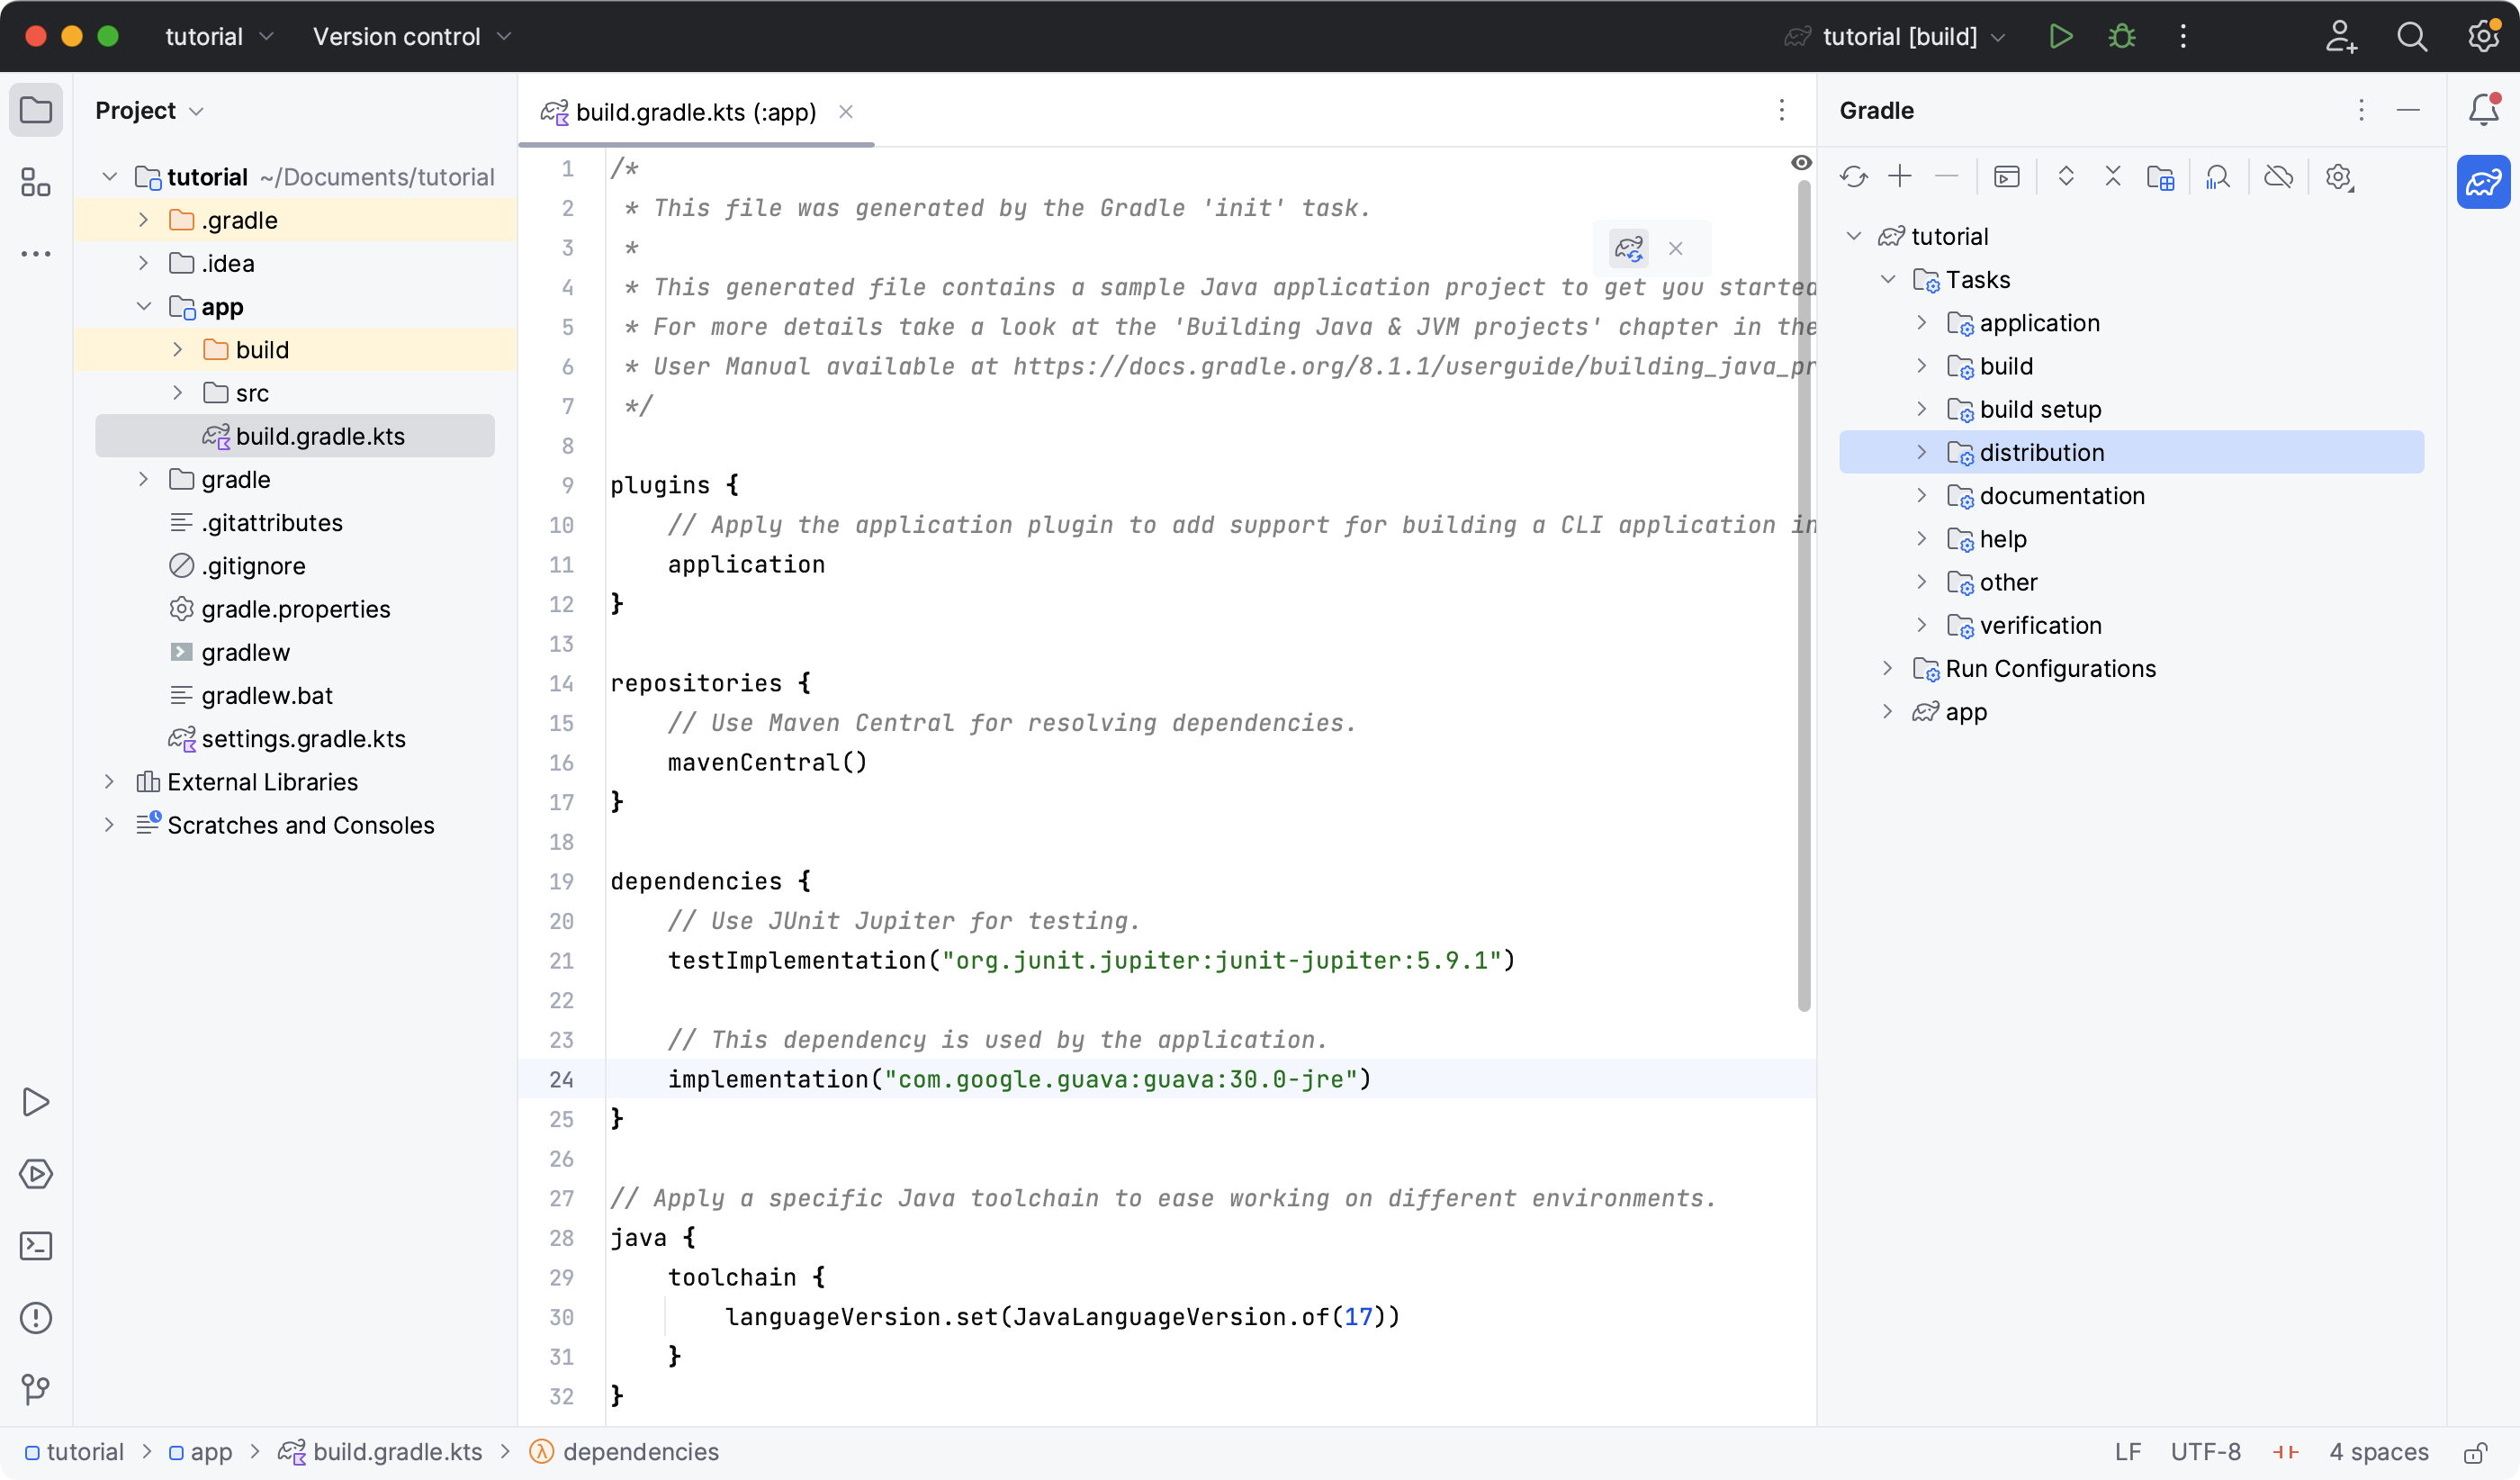 tutorial
Version control
tutorial [build]
Project
tutorial ~/Documents/tutorial
.gradle
.idea
app
build
src
build.gradle.kts
gradle
.gitattributes
.gitignore
gradle.properties
gradlew
gradlew.bat
settings.gradle.kts
External Libraries
Scratches and Consoles
build.gradle.kts (:app)
1 /*
2 * This file was generated by the Gradle 'init' task.
3 *
4 * This generated file contains a sample Java application project to get you started
5 * For more details take a look at the 'Building Java & JVM projects' chapter in the
6 * User Manual available at https://docs.gradle.org/8.1.1/userguide/building_java_pr
7 */
8
9 plugins {
10 // Apply the application plugin to add support for building a CLI application in
11 application
12 }
13
14 repositories {
15 // Use Maven Central for resolving dependencies.
16 mavenCentral()
17 }
18
19 dependencies {
20 // Use JUnit Jupiter for testing.
21 testImplementation("org.junit.jupiter:junit-jupiter:5.9.1")
22
23 // This dependency is used by the application.
24 implementation("com.google.guava:guava:30.0-jre")
25 }
26
27 // Apply a specific Java toolchain to ease working on different environments.
28 java {
29 toolchain {
30 languageVersion.set(JavaLanguageVersion.of(17))
31 }
32 }
Gradle
tutorial
Tasks
application
build
build setup
distribution
documentation
help
other
verification
Run Configurations
app
tutorial
app
build.gradle.kts
dependencies
LF
UTF-8
4 spaces